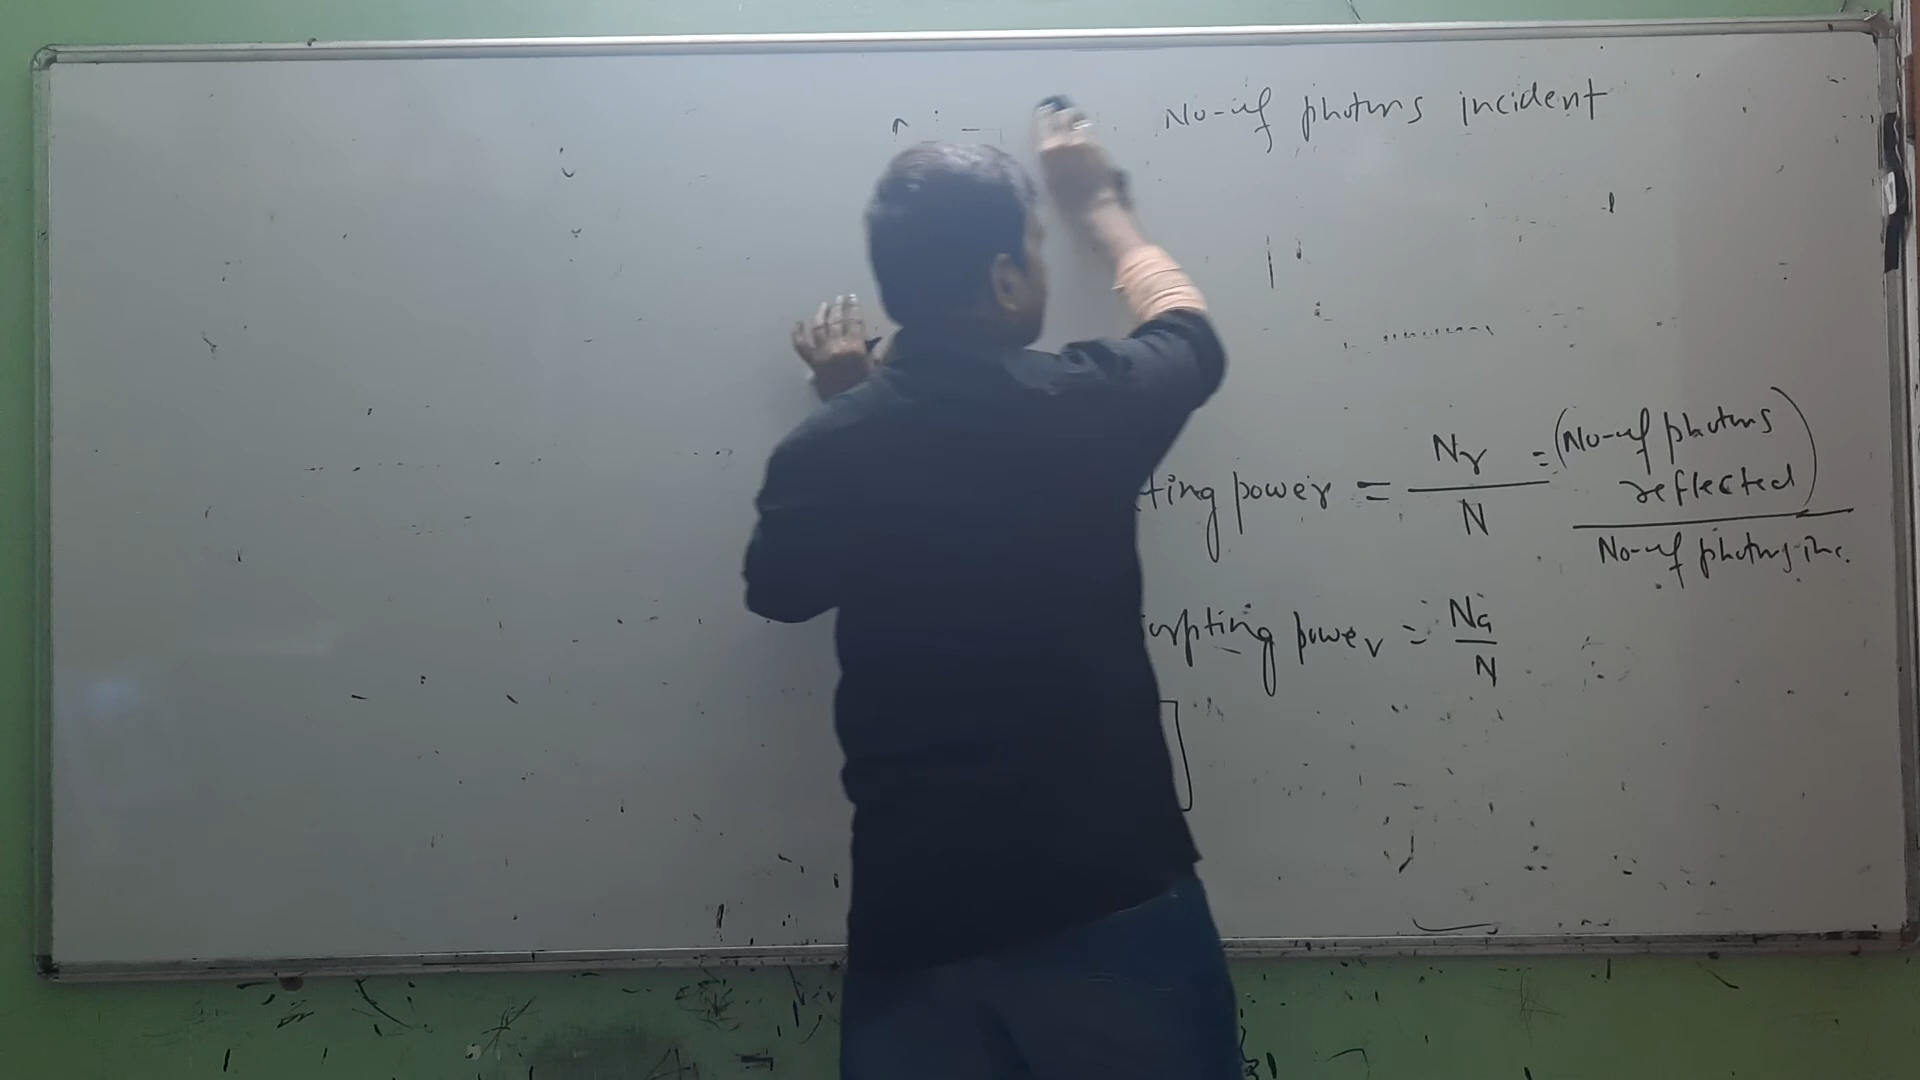 No-of photons incident
ting power = Nr/N = (No-of photons reflected)/No-of photons inc.
rpting power = Na/N